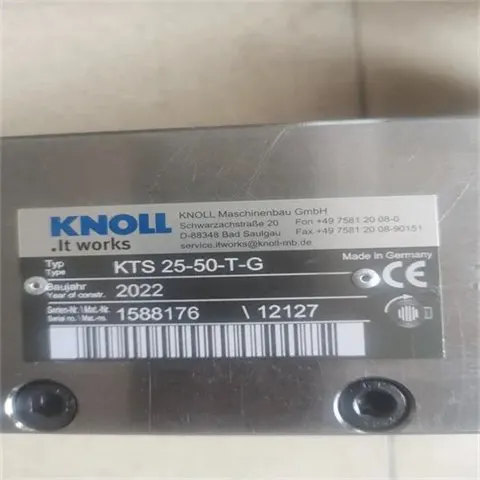 KNOLL
.It works
KNOLL Maschinenbau GmbH
Schwarzachstraße 20 Fon +49 7581 20 08-0
D-88348 Bad Saulgau Fax +49 7581 20 08-90151
service.itworks@knoll-mb.de
Typ
Type KTS 25-50-T-G Made in Germany
Baujahr
Year of constr. 2022 CE
Serien-Nr. \ Mat.-nr.
Serial no. \ Mat.-no. 1588176 \ 12127